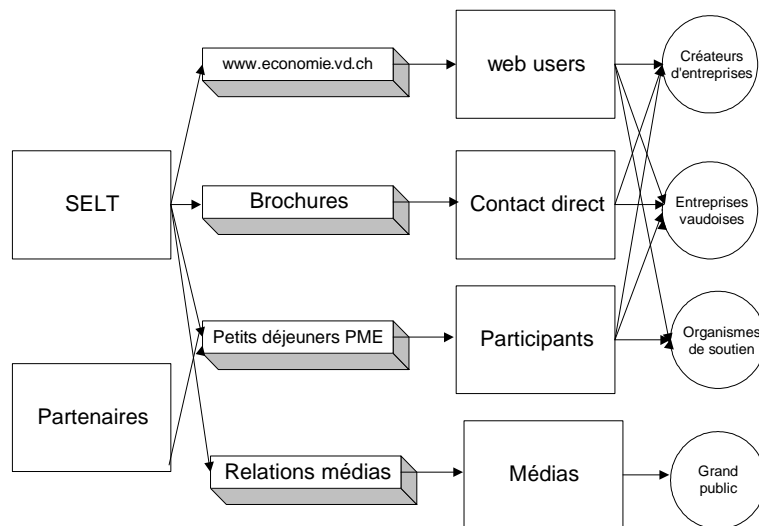 www.economie.vd.ch
web users
Créateurs
d'entreprises
SELT
Brochures
Contact direct
Entreprises
vaudoises
Petits déjeuners PME
Participants
Organismes
de soutien
Partenaires
Relations médias
Médias
Grand
public